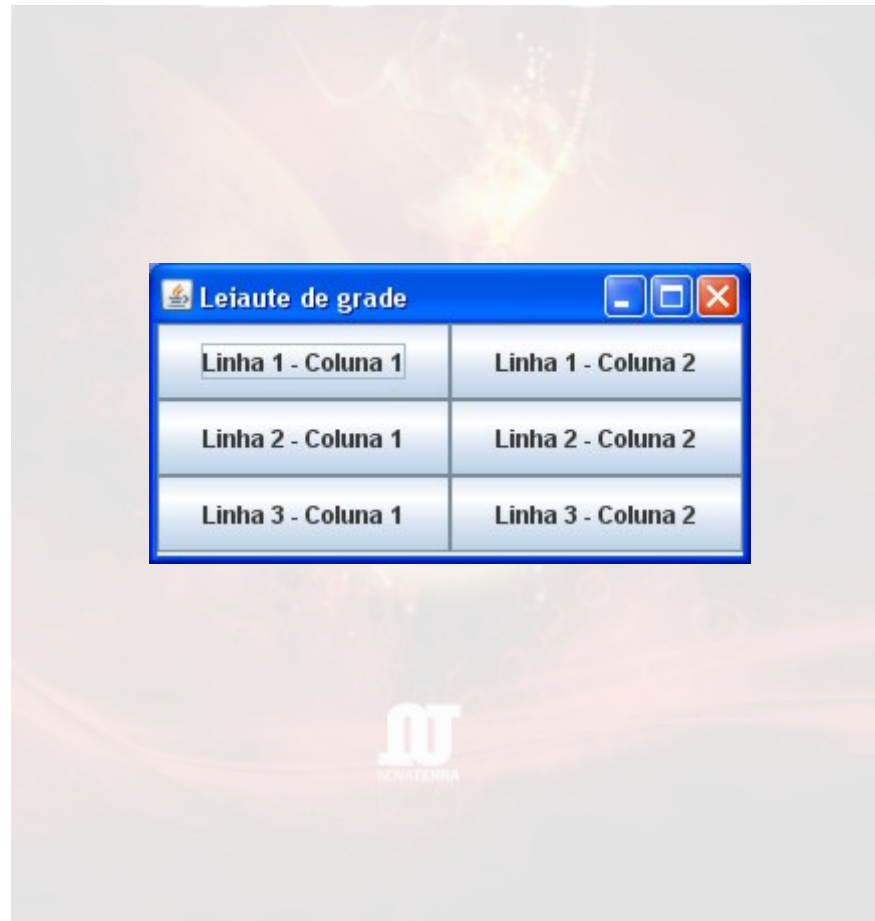 Leiaute de grade
Linha 1 - Coluna 1
Linha 1 - Coluna 2
Linha 2 - Coluna 1
Linha 2 - Coluna 2
Linha 3 - Coluna 1
Linha 3 - Coluna 2
NOVATERRA